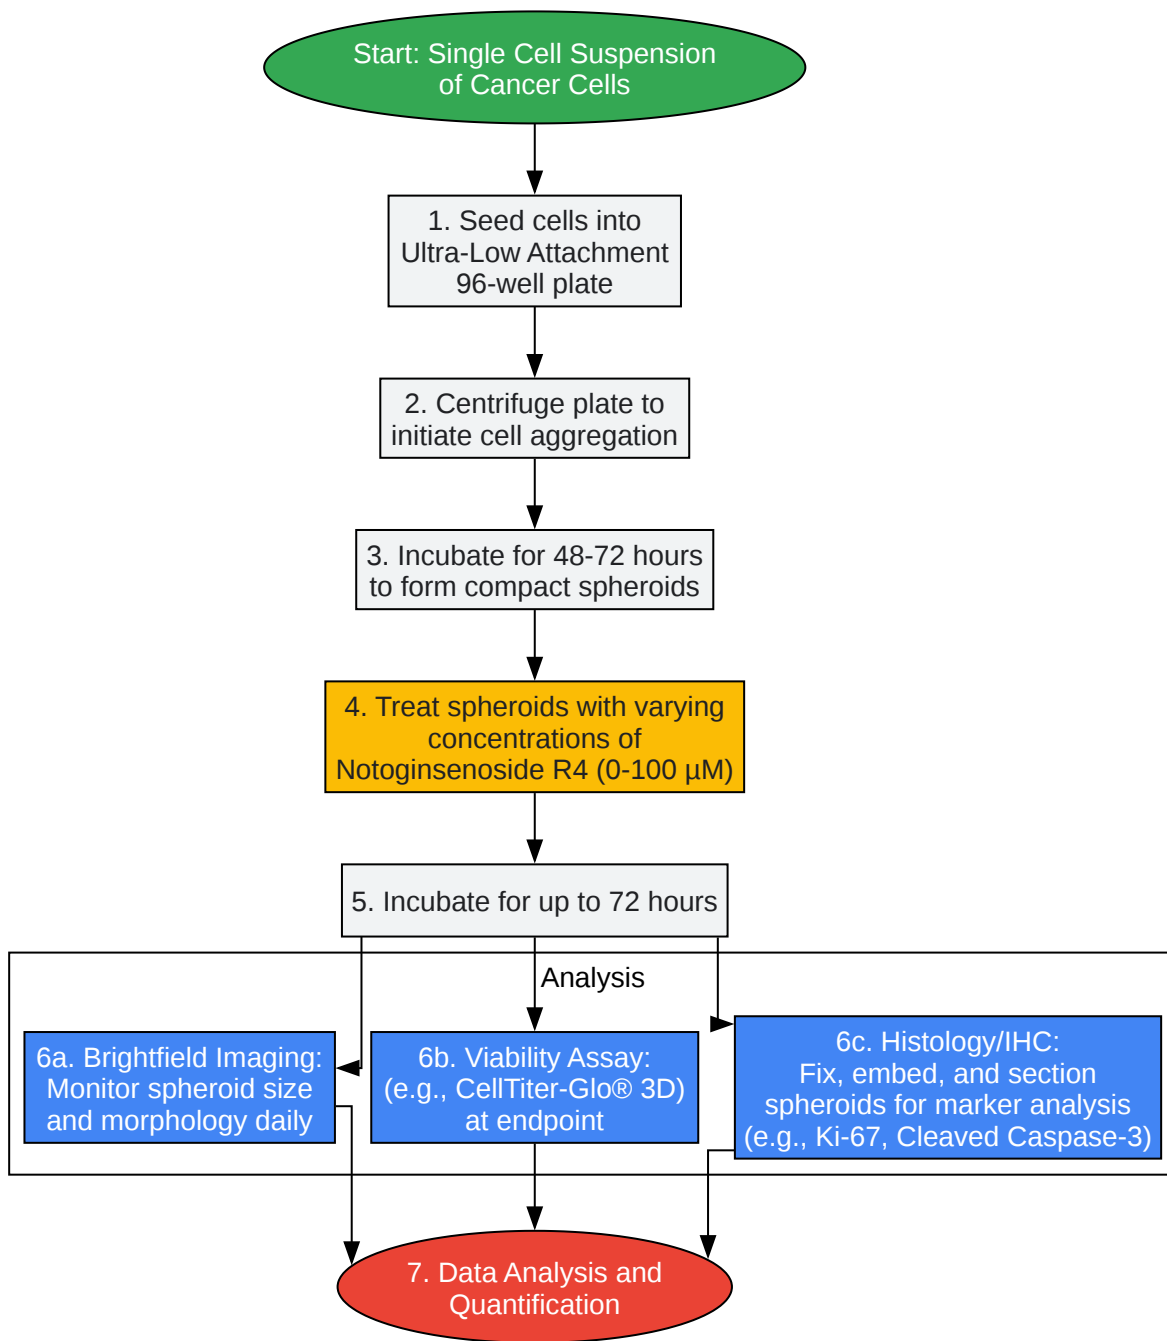 Start: Single Cell Suspension
of Cancer Cells
1. Seed cells into
Ultra-Low Attachment
96-well plate
2. Centrifuge plate to
initiate cell aggregation
3. Incubate for 48-72 hours
to form compact spheroids
4. Treat spheroids with varying
concentrations of
Notoginsenoside R4 (0-100 µM)
5. Incubate for up to 72 hours
Analysis
6a. Brightfield Imaging:
Monitor spheroid size
and morphology daily
6b. Viability Assay:
(e.g., CellTiter-Glo® 3D)
at endpoint
6c. Histology/IHC:
Fix, embed, and section
spheroids for marker analysis
(e.g., Ki-67, Cleaved Caspase-3)
7. Data Analysis and
Quantification